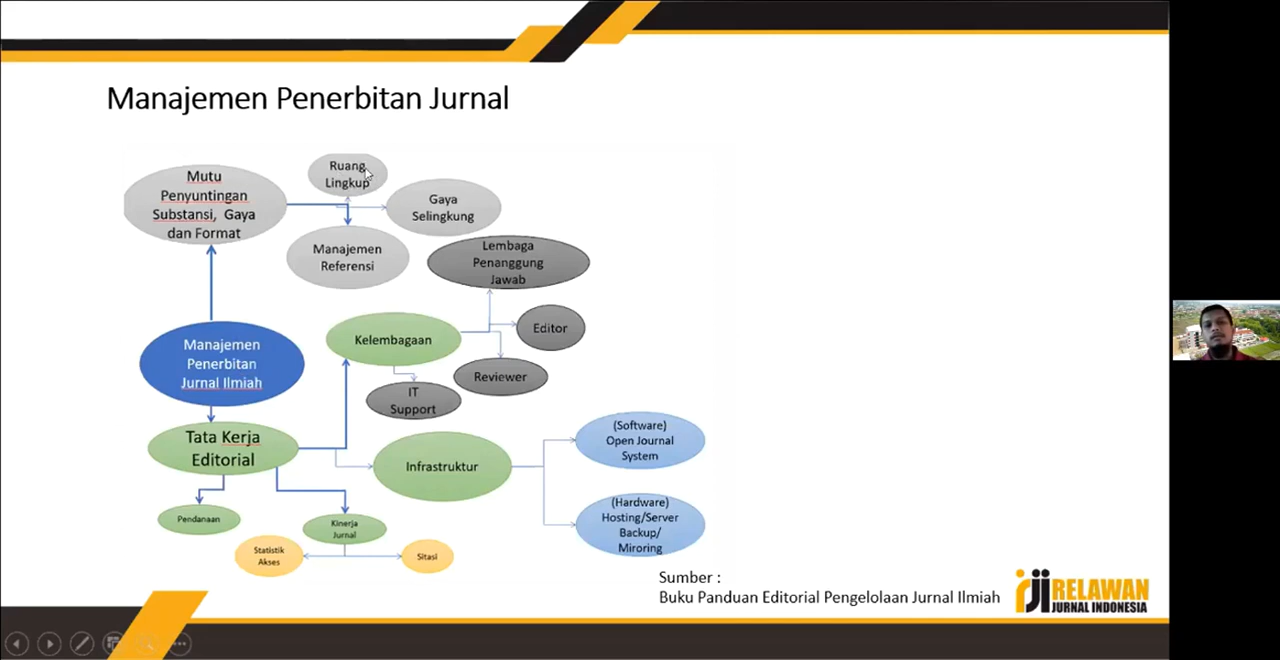 Manajemen Penerbitan Jurnal
Mutu
Penyuntingan
Substansi, Gaya
dan Format
Ruang
Lingkup
Gaya
Selingkung
Manajemen
Referensi
Lembaga
Penanggung
Jawab
Editor
Kelembagaan
Reviewer
IT
Support
Manajemen
Penerbitan
Jurnal Ilmiah
Tata Kerja
Editorial
Infrastruktur
(Software)
Open Journal
System
(Hardware)
Hosting/Server
Backup/
Miroring
Pendanaan
Kinerja
Jurnal
Statistik
Akses
Sitasi
Sumber :
Buku Panduan Editorial Pengelolaan Jurnal Ilmiah
rji RELAWAN
JURNAL INDONESIA